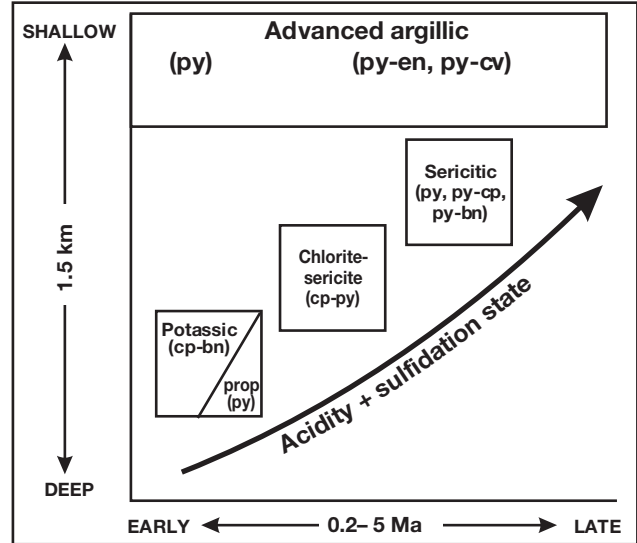 SHALLOW
Advanced argillic
(py) (py-en, py-cv)
Sericitic
(py, py-cp,
py-bn)
Chlorite-
sericite
(cp-py)
1.5 km
Potassic
(cp-bn)
prop
(py)
Acidity + sulfidation state
DEEP
EARLY 0.2– 5 Ma LATE